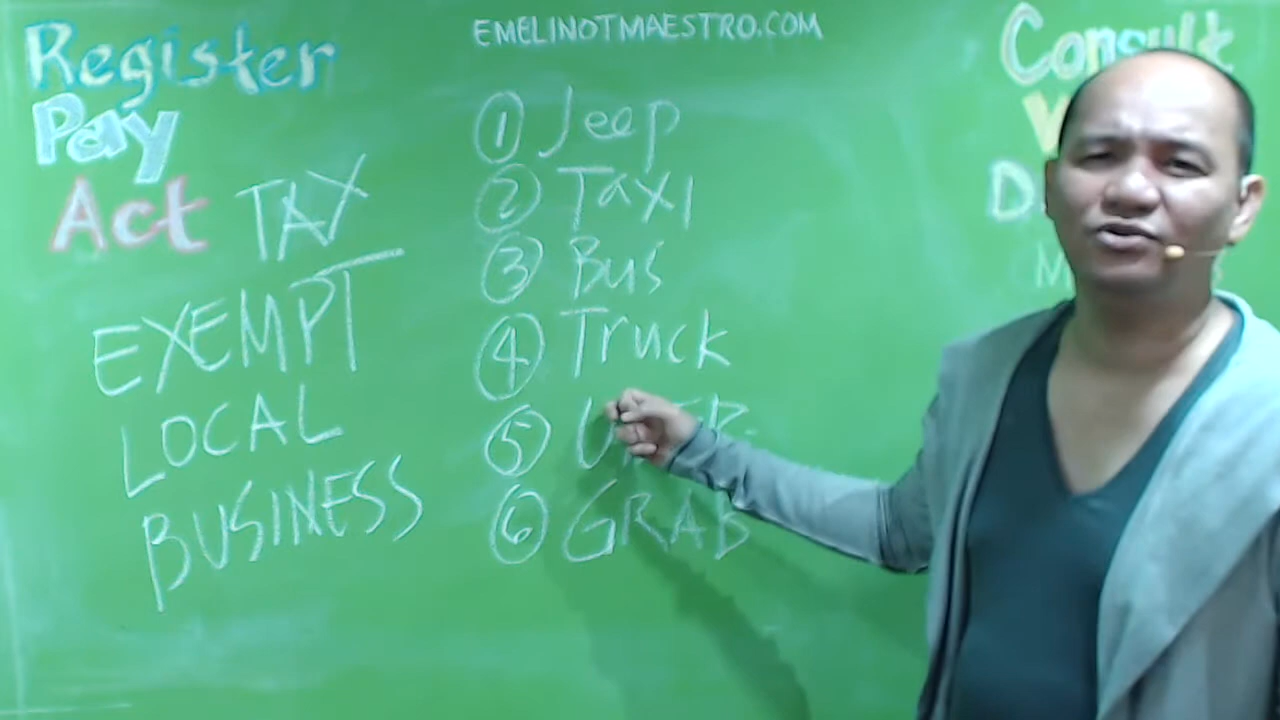 EMELINOTMAESTRO.COM
Register
Pay
Act TAX
EXEMPT
LOCAL
BUSINESS
① Jeep
② Taxi
③ Bus
④ Truck
⑤
⑥ GRAB
Consult